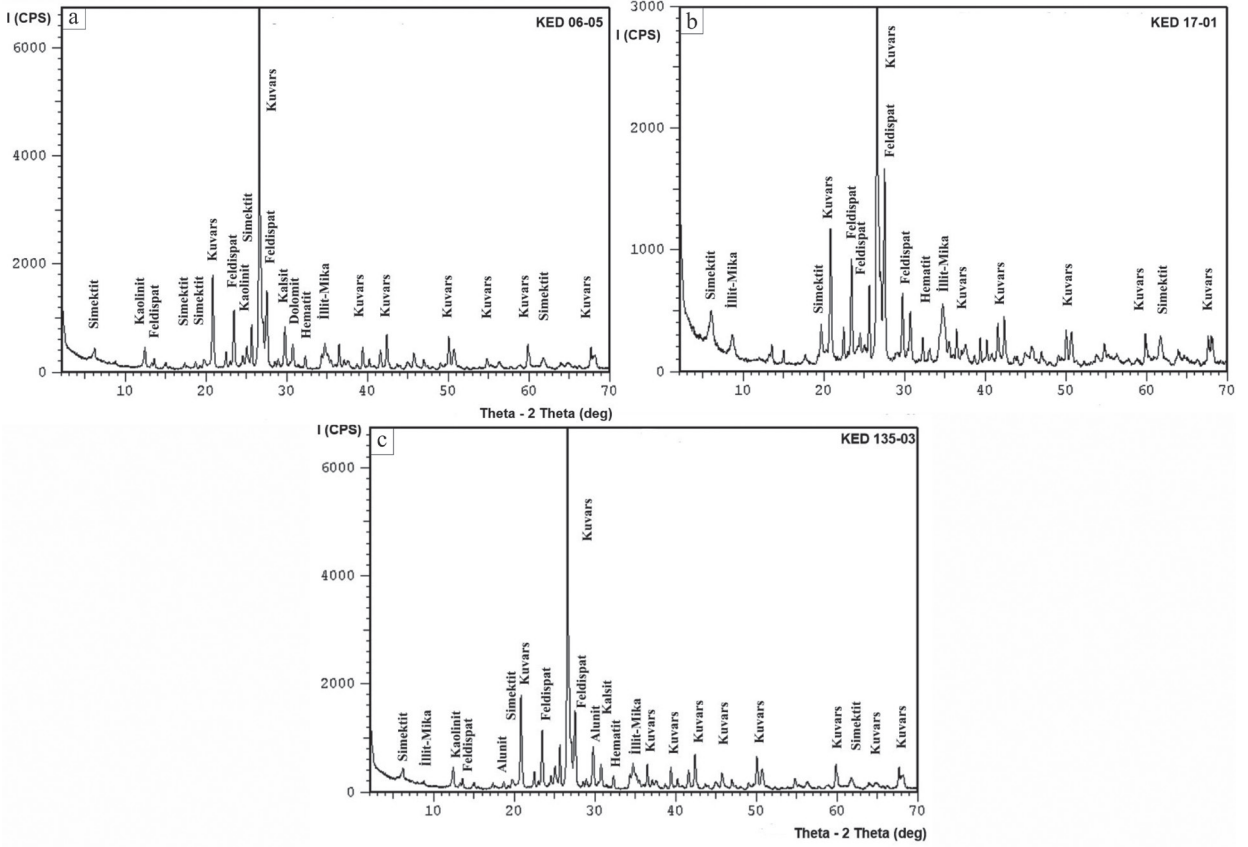 I (CPS)
a
KED 06-05
6000
4000
2000
0
Simektit
Kaolinit
Feldispat
Simektit
Simektit
Kuvars
Feldispat
Kaolinit
Simektit
Kuvars
Feldispat
Kalsit
Dolomit
Hematit
İllit-Mika
Kuvars
Kuvars
Kuvars
Kuvars
Kuvars
Simektit
Kuvars
10 20 30 40 50 60 70
Theta - 2 Theta (deg)
I (CPS)
b
KED 17-01
3000
2000
1000
0
Simektit
İllit-Mika
Simektit
Kuvars
Feldispat
Feldispat
Kuvars
Feldispat
Feldispat
Hematit
İllit-Mika
Kuvars
Kuvars
Kuvars
Kuvars
Simektit
Kuvars
10 20 30 40 50 60 70
Theta - 2 Theta (deg)
I (CPS)
c
KED 135-03
6000
4000
2000
0
Simektit
İllit-Mika
Kaolinit
Feldispat
Alunit
Simektit
Kuvars
Feldispat
Kuvars
Feldispat
Alunit
Kalsit
Hematit
İllit-Mika
Kuvars
Kuvars
Kuvars
Kuvars
Kuvars
Kuvars
Simektit
Kuvars
Kuvars
10 20 30 40 50 60 70
Theta - 2 Theta (deg)